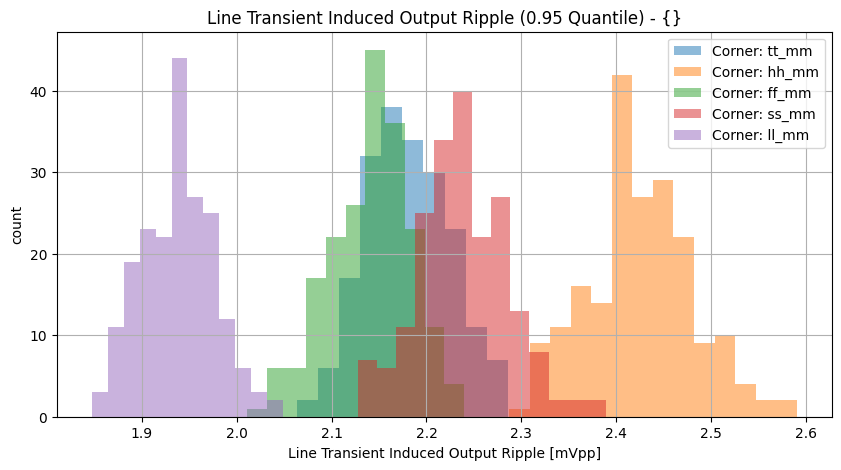 Line Transient Induced Output Ripple (0.95 Quantile) - {}
Corner: tt_mm
Corner: hh_mm
Corner: ff_mm
Corner: ss_mm
Corner: ll_mm
40
30
20
10
0
count
1.9 2.0 2.1 2.2 2.3 2.4 2.5 2.6
Line Transient Induced Output Ripple [mVpp]